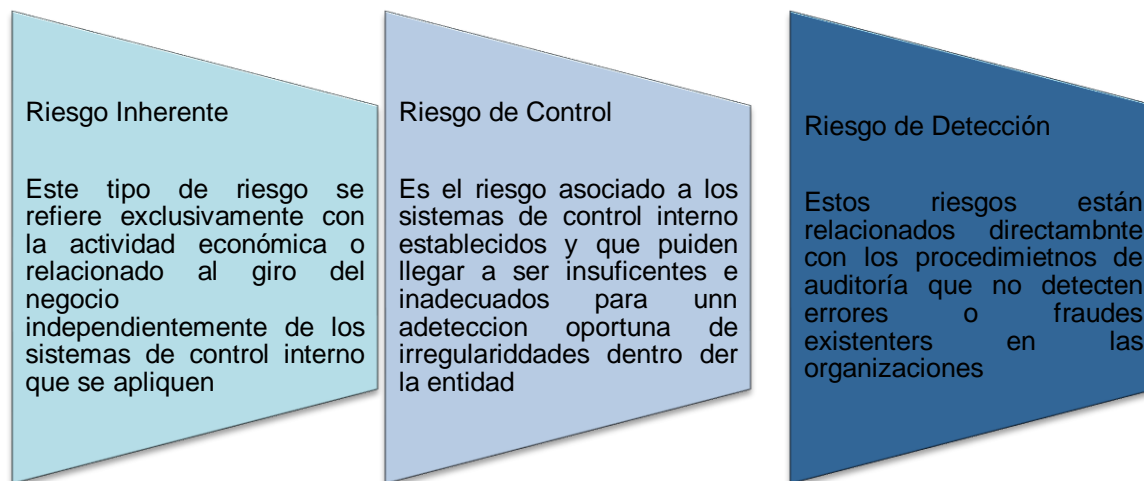 Riesgo Inherente
Este tipo de riesgo se
refiere exclusivamente con
la actividad económica o
relacionado al giro del
negocio
independientemente de los
sistemas de control interno
que se apliquen
Riesgo de Control
Es el riesgo asociado a los
sistemas de control interno
establecidos y que puiden
llegar a ser insuficentes e
inadecuados para unn
adeteccion oportuna de
irregulariddades dentro der
la entidad
Riesgo de Detección
Estos riesgos están
relacionados directambnte
con los procedimietnos de
auditoría que no detecten
errores o fraudes
existenters en las
organizaciones